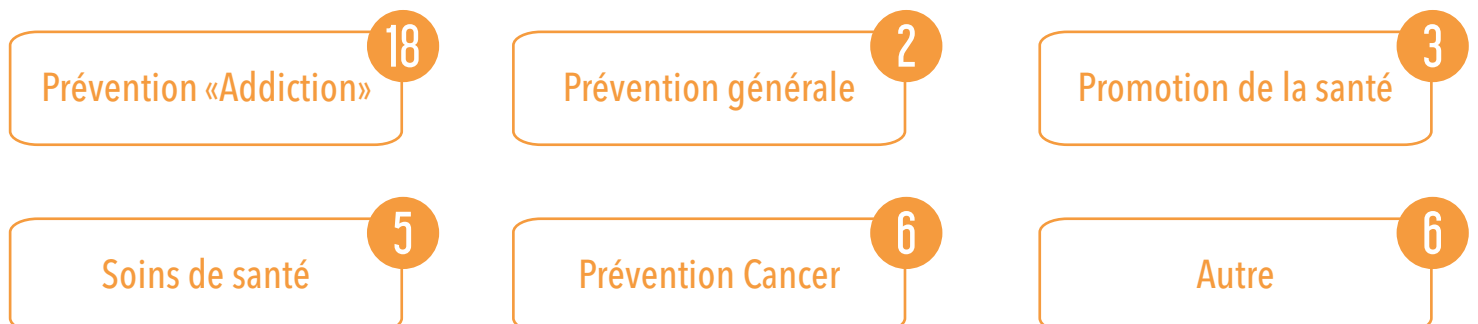 18
Prévention «Addiction»
2
Prévention générale
3
Promotion de la santé
5
Soins de santé
6
Prévention Cancer
6
Autre